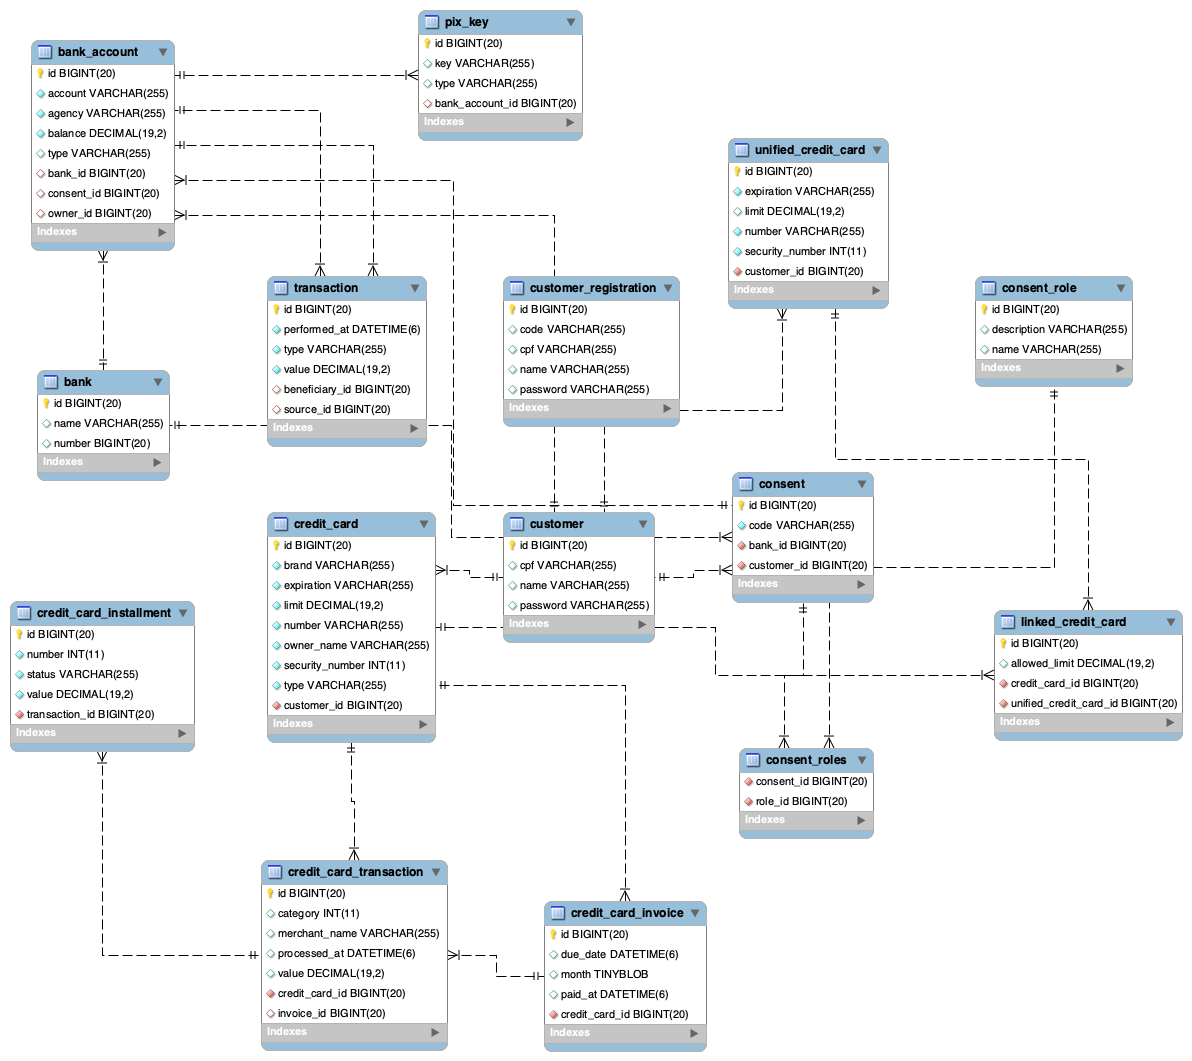 pix_key
id BIGINT(20)
key VARCHAR(255)
type VARCHAR(255)
bank_account_id BIGINT(20)
Indexes
bank_account
id BIGINT(20)
account VARCHAR(255)
agency VARCHAR(255)
balance DECIMAL(19,2)
type VARCHAR(255)
bank_id BIGINT(20)
consent_id BIGINT(20)
owner_id BIGINT(20)
Indexes
unified_credit_card
id BIGINT(20)
expiration VARCHAR(255)
limit DECIMAL(19,2)
number VARCHAR(255)
security_number INT(11)
customer_id BIGINT(20)
Indexes
transaction
id BIGINT(20)
performed_at DATETIME(6)
type VARCHAR(255)
value DECIMAL(19,2)
beneficiary_id BIGINT(20)
source_id BIGINT(20)
Indexes
customer_registration
id BIGINT(20)
code VARCHAR(255)
cpf VARCHAR(255)
name VARCHAR(255)
password VARCHAR(255)
Indexes
consent_role
id BIGINT(20)
description VARCHAR(255)
name VARCHAR(255)
Indexes
bank
id BIGINT(20)
name VARCHAR(255)
number BIGINT(20)
Indexes
consent
id BIGINT(20)
code VARCHAR(255)
bank_id BIGINT(20)
customer_id BIGINT(20)
Indexes
credit_card
id BIGINT(20)
brand VARCHAR(255)
expiration VARCHAR(255)
limit DECIMAL(19,2)
number VARCHAR(255)
owner_name VARCHAR(255)
security_number INT(11)
type VARCHAR(255)
customer_id BIGINT(20)
Indexes
customer
id BIGINT(20)
cpf VARCHAR(255)
name VARCHAR(255)
password VARCHAR(255)
Indexes
credit_card_installment
id BIGINT(20)
number INT(11)
status VARCHAR(255)
value DECIMAL(19,2)
transaction_id BIGINT(20)
Indexes
linked_credit_card
id BIGINT(20)
allowed_limit DECIMAL(19,2)
credit_card_id BIGINT(20)
unified_credit_card_id BIGINT(20)
Indexes
consent_roles
consent_id BIGINT(20)
role_id BIGINT(20)
Indexes
credit_card_transaction
id BIGINT(20)
category INT(11)
merchant_name VARCHAR(255)
processed_at DATETIME(6)
value DECIMAL(19,2)
credit_card_id BIGINT(20)
invoice_id BIGINT(20)
Indexes
credit_card_invoice
id BIGINT(20)
due_date DATETIME(6)
month TINYBLOB
paid_at DATETIME(6)
credit_card_id BIGINT(20)
Indexes